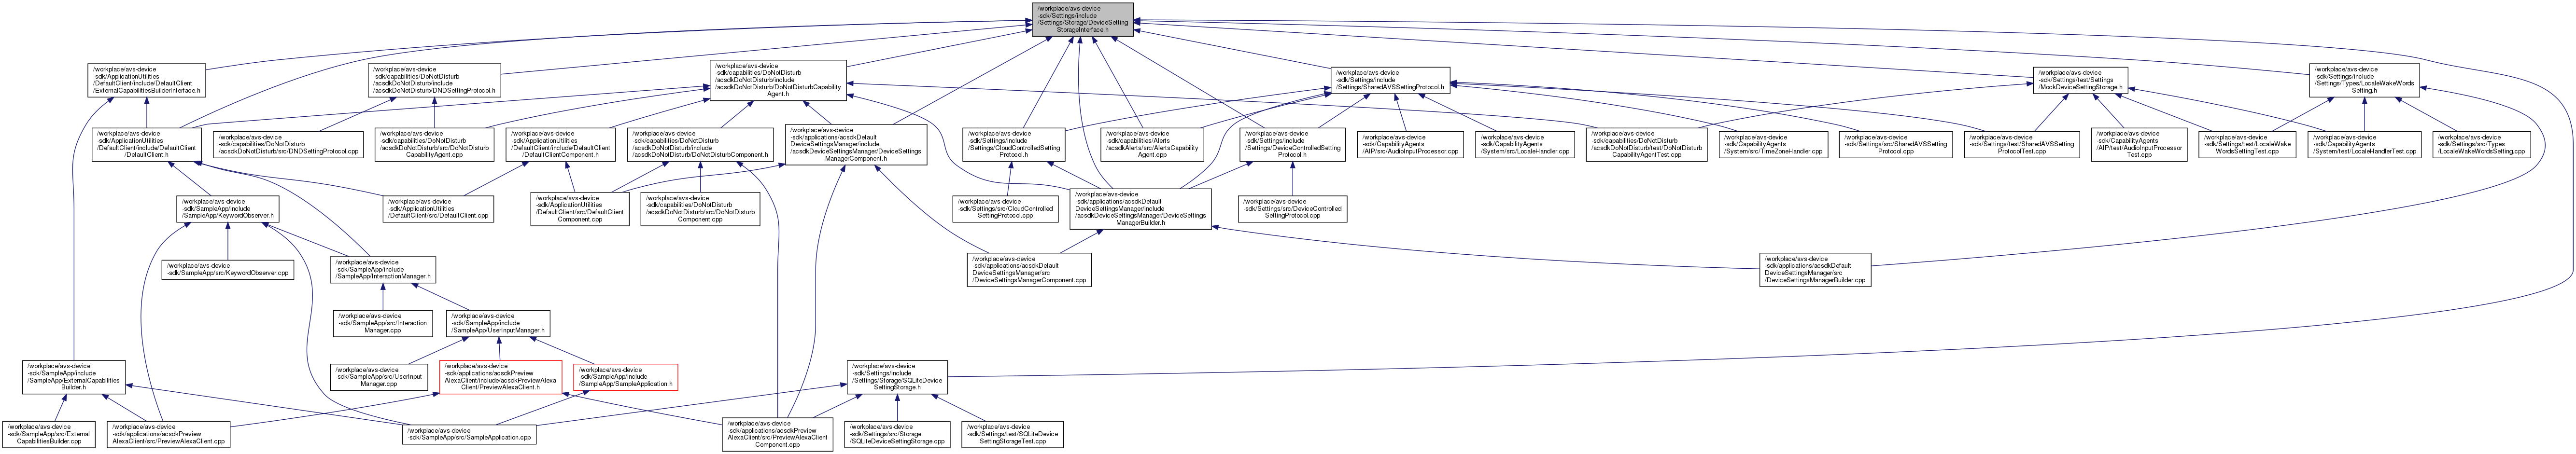 /workplace/avs-device
-sdk/Settings/include
/Settings/Storage/DeviceSetting
StorageInterface.h
/workplace/avs-device
-sdk/ApplicationUtilities
/DefaultClient/include/DefaultClient
/ExternalCapabilitiesBuilderInterface.h
/workplace/avs-device
-sdk/capabilities/DoNotDisturb
/acsdkDoNotDisturb/include
/acsdkDoNotDisturb/DNDSettingProtocol.h
/workplace/avs-device
-sdk/capabilities/DoNotDisturb
/acsdkDoNotDisturb/include
/acsdkDoNotDisturb/DoNotDisturbCapability
Agent.h
/workplace/avs-device
-sdk/Settings/include
/Settings/SharedAVSSettingProtocol.h
/workplace/avs-device
-sdk/Settings/test/Settings
/MockDeviceSettingStorage.h
/workplace/avs-device
-sdk/Settings/include
/Settings/Types/LocaleWakeWords
Setting.h
/workplace/avs-device
-sdk/ApplicationUtilities
/DefaultClient/include/DefaultClient
/DefaultClient.h
/workplace/avs-device
-sdk/capabilities/DoNotDisturb
/acsdkDoNotDisturb/src/DNDSettingProtocol.cpp
/workplace/avs-device
-sdk/capabilities/DoNotDisturb
/acsdkDoNotDisturb/src/DoNotDisturb
CapabilityAgent.cpp
/workplace/avs-device
-sdk/ApplicationUtilities
/DefaultClient/include/DefaultClient
/DefaultClientComponent.h
/workplace/avs-device
-sdk/capabilities/DoNotDisturb
/acsdkDoNotDisturb/include
/acsdkDoNotDisturb/DoNotDisturbComponent.h
/workplace/avs-device
-sdk/applications/acsdkDefault
DeviceSettingsManager/include
/acsdkDeviceSettingsManager/DeviceSettings
ManagerComponent.h
/workplace/avs-device
-sdk/Settings/include
/Settings/CloudControlledSetting
Protocol.h
/workplace/avs-device
-sdk/capabilities/Alerts
/acsdkAlerts/src/AlertsCapability
Agent.cpp
/workplace/avs-device
-sdk/Settings/include
/Settings/DeviceControlledSetting
Protocol.h
/workplace/avs-device
-sdk/CapabilityAgents
/AIP/src/AudioInputProcessor.cpp
/workplace/avs-device
-sdk/CapabilityAgents
/System/src/LocaleHandler.cpp
/workplace/avs-device
-sdk/capabilities/DoNotDisturb
/acsdkDoNotDisturb/test/DoNotDisturb
CapabilityAgentTest.cpp
/workplace/avs-device
-sdk/CapabilityAgents
/System/src/TimeZoneHandler.cpp
/workplace/avs-device
-sdk/Settings/src/SharedAVSSetting
Protocol.cpp
/workplace/avs-device
-sdk/Settings/test/SharedAVSSetting
ProtocolTest.cpp
/workplace/avs-device
-sdk/CapabilityAgents
/AIP/test/AudioInputProcessor
Test.cpp
/workplace/avs-device
-sdk/Settings/test/LocaleWake
WordsSettingTest.cpp
/workplace/avs-device
-sdk/CapabilityAgents
/System/test/LocaleHandlerTest.cpp
/workplace/avs-device
-sdk/Settings/src/Types
/LocaleWakeWordsSetting.cpp
/workplace/avs-device
-sdk/SampleApp/include
/SampleApp/KeywordObserver.h
/workplace/avs-device
-sdk/ApplicationUtilities
/DefaultClient/src/DefaultClient.cpp
/workplace/avs-device
-sdk/ApplicationUtilities
/DefaultClient/src/DefaultClient
Component.cpp
/workplace/avs-device
-sdk/capabilities/DoNotDisturb
/acsdkDoNotDisturb/src/DoNotDisturb
Component.cpp
/workplace/avs-device
-sdk/Settings/src/CloudControlled
SettingProtocol.cpp
/workplace/avs-device
-sdk/applications/acsdkDefault
DeviceSettingsManager/include
/acsdkDeviceSettingsManager/DeviceSettings
ManagerBuilder.h
/workplace/avs-device
-sdk/Settings/src/DeviceControlled
SettingProtocol.cpp
/workplace/avs-device
-sdk/SampleApp/src/KeywordObserver.cpp
/workplace/avs-device
-sdk/SampleApp/include
/SampleApp/InteractionManager.h
/workplace/avs-device
-sdk/applications/acsdkDefault
DeviceSettingsManager/src
/DeviceSettingsManagerComponent.cpp
/workplace/avs-device
-sdk/applications/acsdkDefault
DeviceSettingsManager/src
/DeviceSettingsManagerBuilder.cpp
/workplace/avs-device
-sdk/SampleApp/src/Interaction
Manager.cpp
/workplace/avs-device
-sdk/SampleApp/include
/SampleApp/UserInputManager.h
/workplace/avs-device
-sdk/SampleApp/include
/SampleApp/ExternalCapabilities
Builder.h
/workplace/avs-device
-sdk/SampleApp/src/UserInput
Manager.cpp
/workplace/avs-device
-sdk/applications/acsdkPreview
AlexaClient/include/acsdkPreviewAlexa
Client/PreviewAlexaClient.h
/workplace/avs-device
-sdk/SampleApp/include
/SampleApp/SampleApplication.h
/workplace/avs-device
-sdk/Settings/include
/Settings/Storage/SQLiteDevice
SettingStorage.h
/workplace/avs-device
-sdk/SampleApp/src/External
CapabilitiesBuilder.cpp
/workplace/avs-device
-sdk/applications/acsdkPreview
AlexaClient/src/PreviewAlexaClient.cpp
/workplace/avs-device
-sdk/SampleApp/src/SampleApplication.cpp
/workplace/avs-device
-sdk/applications/acsdkPreview
AlexaClient/src/PreviewAlexaClient
Component.cpp
/workplace/avs-device
-sdk/Settings/src/Storage
/SQLiteDeviceSettingStorage.cpp
/workplace/avs-device
-sdk/Settings/test/SQLiteDevice
SettingStorageTest.cpp